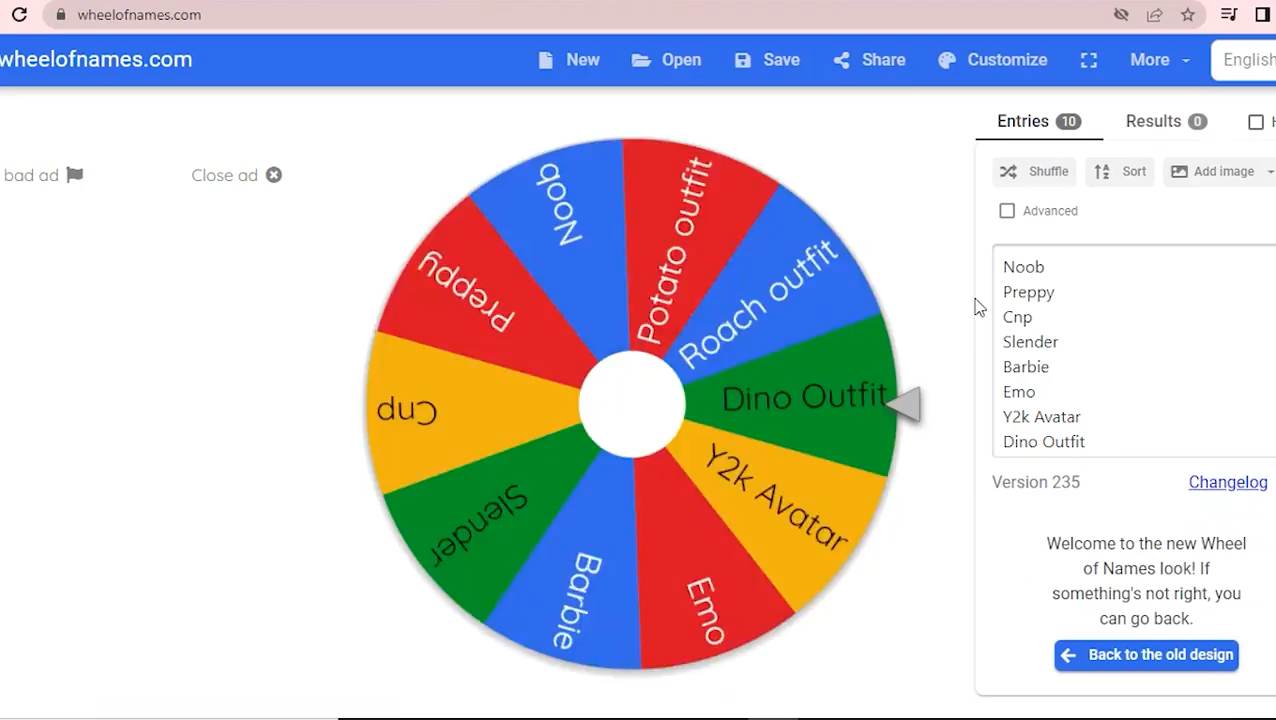 wheelofnames.com
wheelofnames.com
New
Open
Save
Share
Customize
More
English
bad ad
Close ad
Entries 10
Results 0
Shuffle
Sort
Add image
Advanced
Noob
Preppy
Cnp
Slender
Barbie
Emo
Y2k Avatar
Dino Outfit
Version 235
Changelog
Welcome to the new Wheel
of Names look! If
something's not right, you
can go back.
Back to the old design
Noob
Potato outfit
Roach outfit
Dino Outfit
Y2k Avatar
Emo
Barbie
Slender
Cnp
Preppy